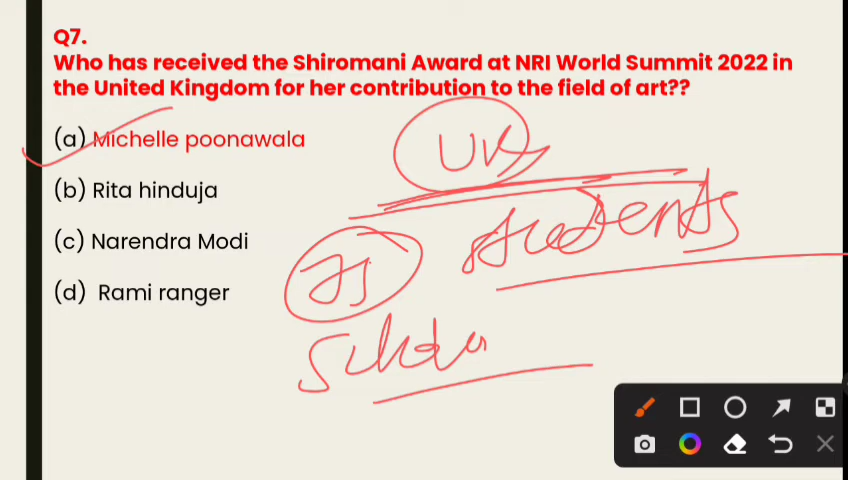 Q7.
Who has received the Shiromani Award at NRI World Summit 2022 in
the United Kingdom for her contribution to the field of art??
(a) Michelle poonawala
(b) Rita hinduja
(c) Narendra Modi
(d) Rami ranger
students